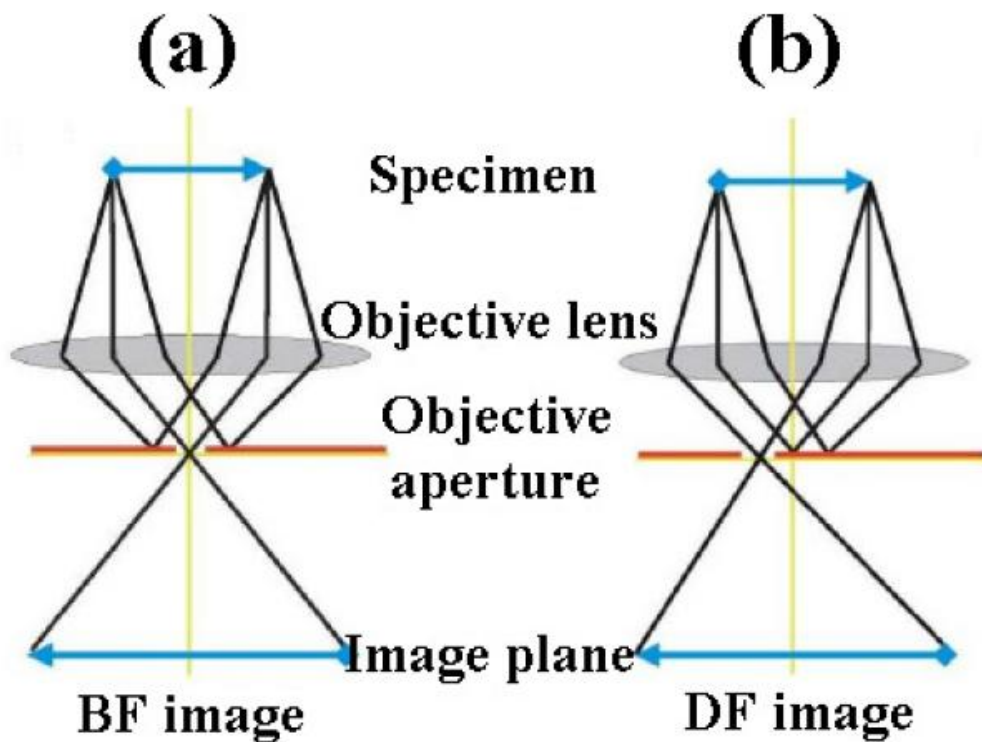 (a)
(b)
Specimen
Objective lens
Objective
aperture
Image plane
BF image
DF image